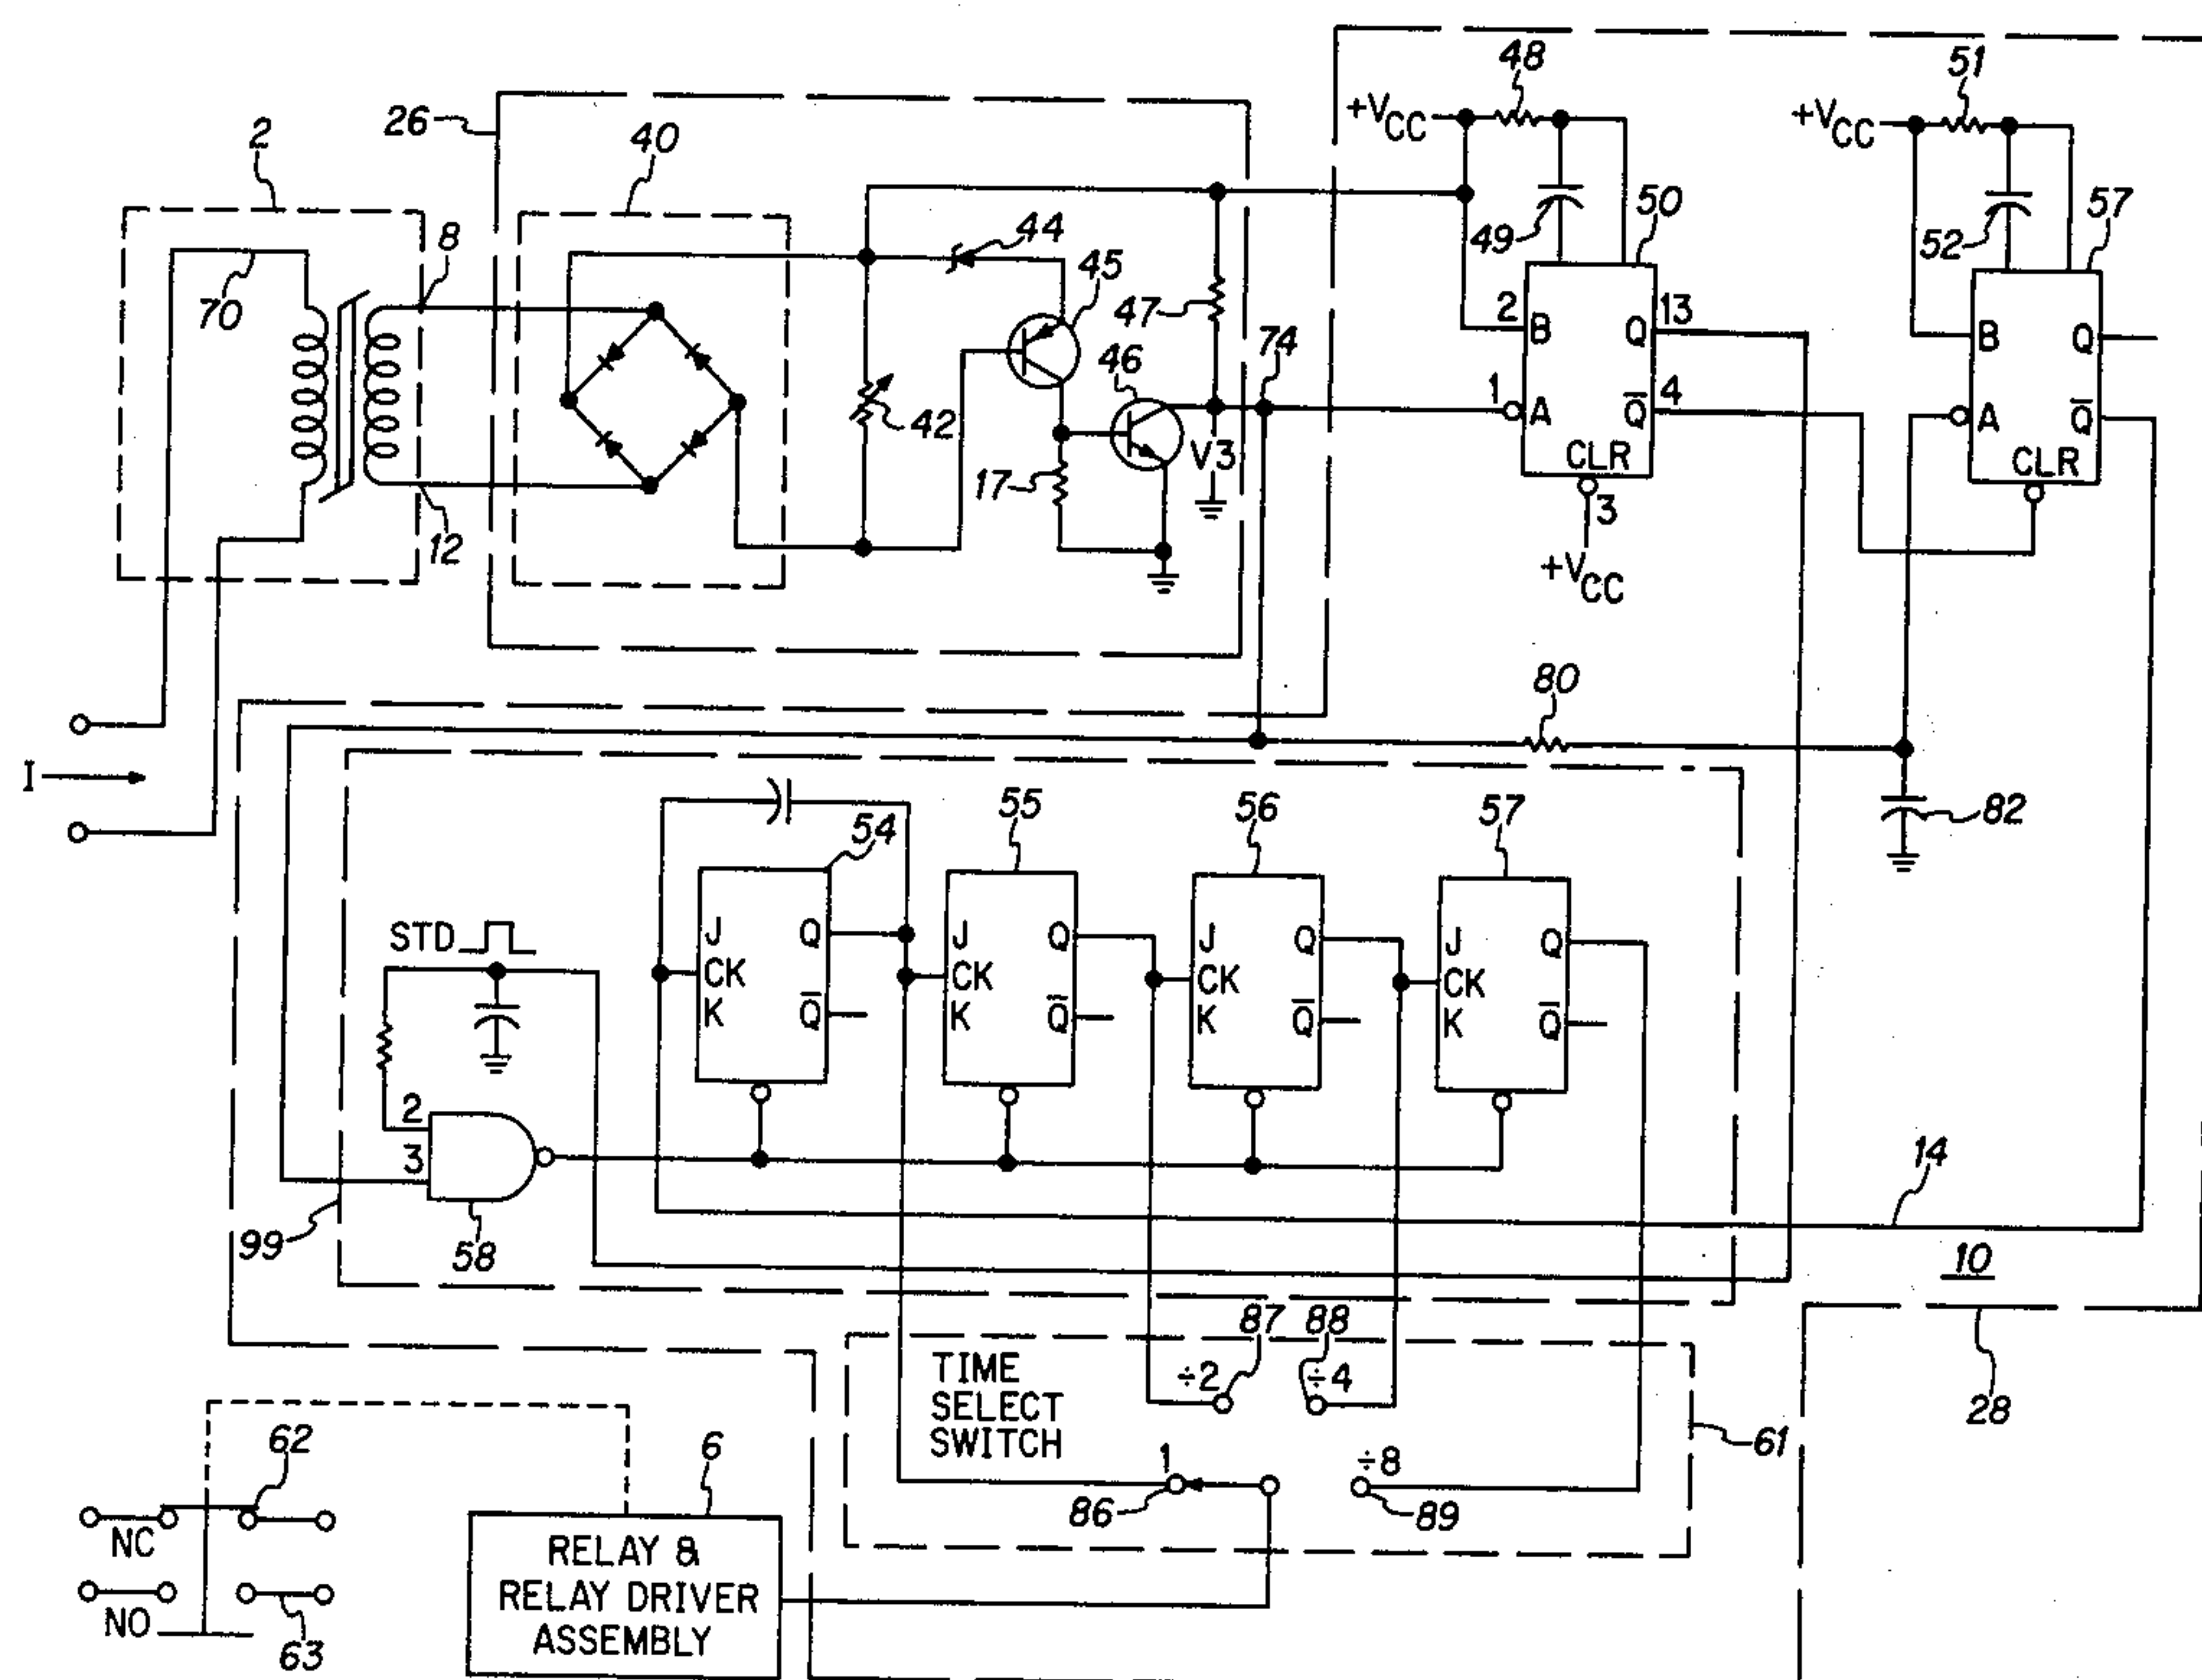 48
51
+VCC
+VCC
26
40
2
8
44
45
49
50
52
57
70
47
2
B
Q
13
B
Q
46
74
1
A
Q̅
4
A
Q̅
42
V3
CLR
CLR
17
3
12
+VCC
80
I
82
54
55
56
57
STD
J
Q
CK
K
Q̅
J
Q
CK
K
Q̅
J
Q
CK
K
Q̅
J
Q
CK
K
Q̅
2
3
14
99
58
10
87
88
28
TIME
SELECT
SWITCH
÷2
÷4
61
62
6
1
÷8
86
89
NC
RELAY &
RELAY DRIVER
ASSEMBLY
NO
63